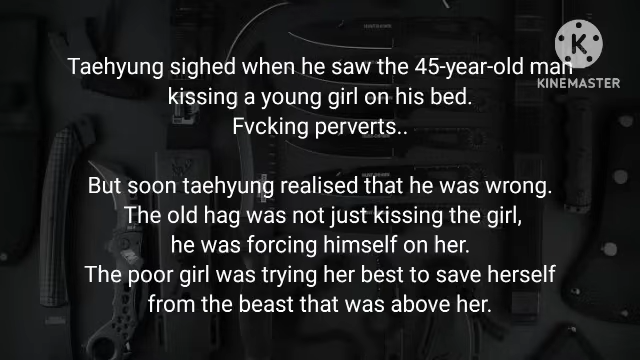 K
KINEMASTER
Taehyung sighed when he saw the 45-year-old man
kissing a young girl on his bed.
Fvcking perverts..
But soon taehyung realised that he was wrong.
The old hag was not just kissing the girl,
he was forcing himself on her.
The poor girl was trying her best to save herself
from the beast that was above her.